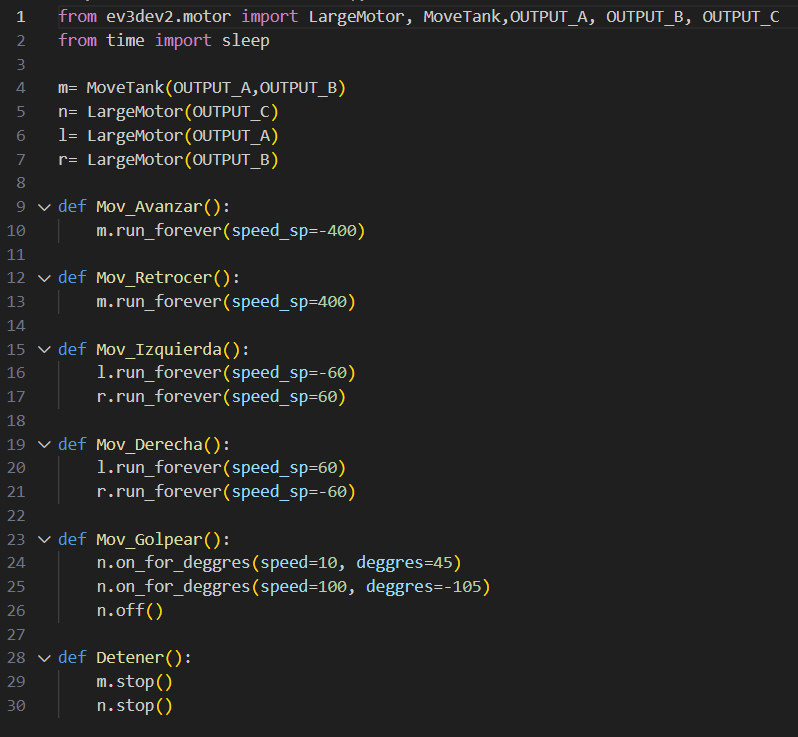 1 from ev3dev2.motor import LargeMotor, MoveTank,OUTPUT_A, OUTPUT_B, OUTPUT_C
2 from time import sleep
3
4 m= MoveTank(OUTPUT_A,OUTPUT_B)
5 n= LargeMotor(OUTPUT_C)
6 l= LargeMotor(OUTPUT_A)
7 r= LargeMotor(OUTPUT_B)
8
9 def Mov_Avanzar():
10     m.run_forever(speed_sp=-400)
11
12 def Mov_Retrocer():
13     m.run_forever(speed_sp=400)
14
15 def Mov_Izquierda():
16     l.run_forever(speed_sp=-60)
17     r.run_forever(speed_sp=60)
18
19 def Mov_Derecha():
20     l.run_forever(speed_sp=60)
21     r.run_forever(speed_sp=-60)
22
23 def Mov_Golpear():
24     n.on_for_deggres(speed=10, deggres=45)
25     n.on_for_deggres(speed=100, deggres=-105)
26     n.off()
27
28 def Detener():
29     m.stop()
30     n.stop()